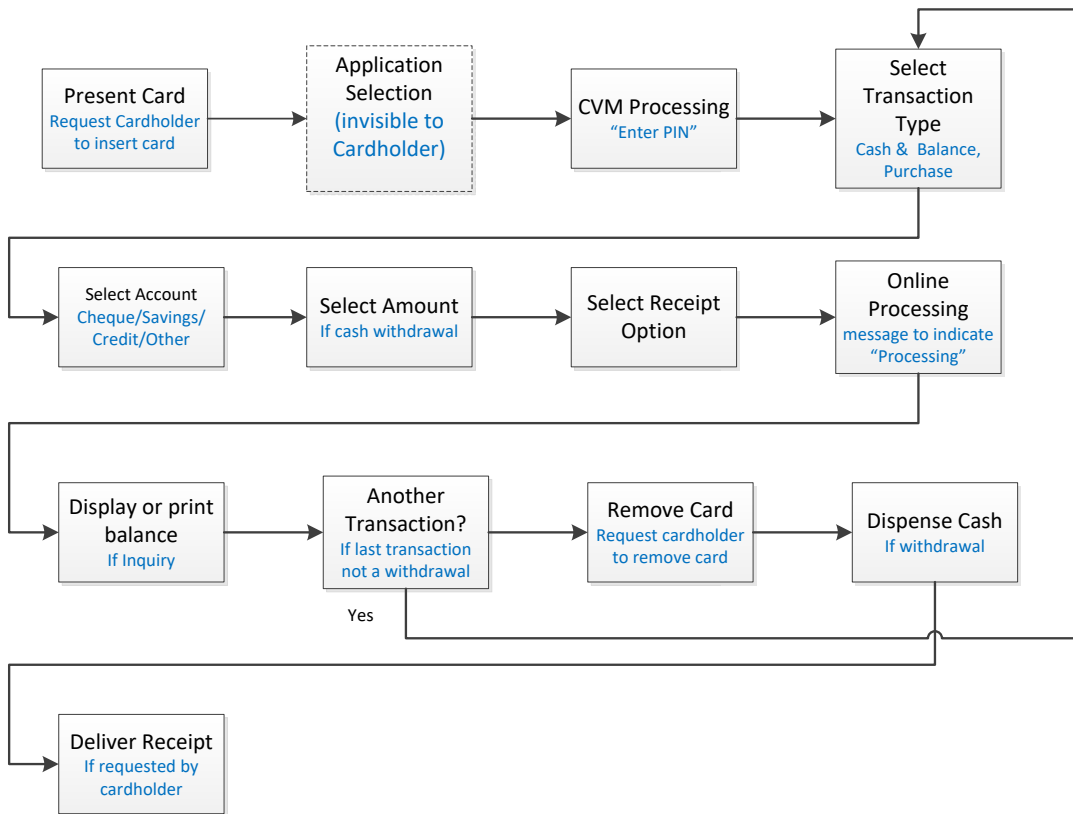 Present Card
Request Cardholder
to insert card
Application
Selection
(invisible to
Cardholder)
CVM Processing
“Enter PIN”
Select
Transaction
Type
Cash &  Balance,
Purchase
Select Account
Cheque/Savings/
Credit/Other
Select Amount
If cash withdrawal
Select Receipt
Option
Online
Processing
message to indicate
“Processing”
Display or print
balance
If Inquiry
Another
Transaction?
If last transaction
not a withdrawal
Remove Card
Request cardholder
to remove card
Dispense Cash
If withdrawal
Yes
Deliver Receipt
If requested by
cardholder